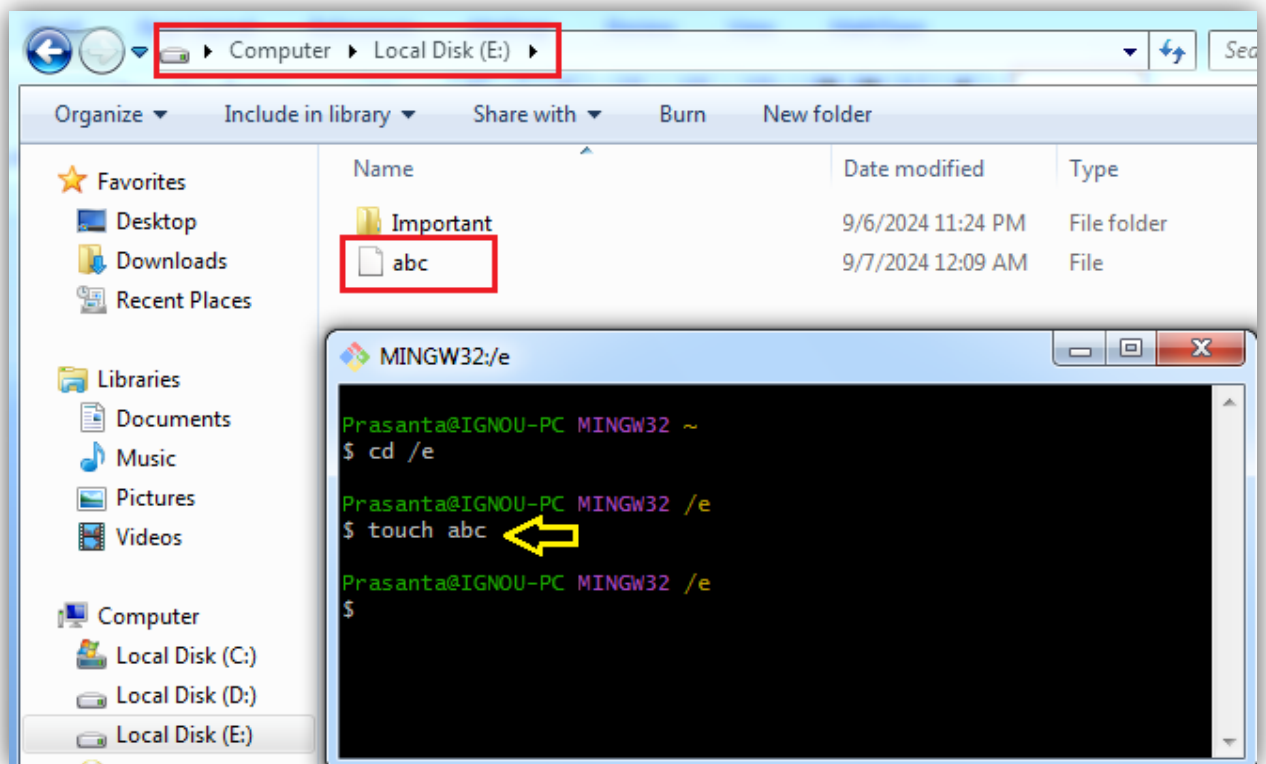 Computer Local Disk (E:)
Sea
Organize Include in library Share with Burn New folder
Name Date modified Type
Favorites
Desktop
Downloads
Recent Places
Libraries
Documents
Music
Pictures
Videos
Computer
Local Disk (C:)
Local Disk (D:)
Local Disk (E:)
Important 9/6/2024 11:24 PM File folder
abc 9/7/2024 12:09 AM File
MINGW32:/e
Prasanta@IGNOU-PC MINGW32 ~
$ cd /e
Prasanta@IGNOU-PC MINGW32 /e
$ touch abc
Prasanta@IGNOU-PC MINGW32 /e
$